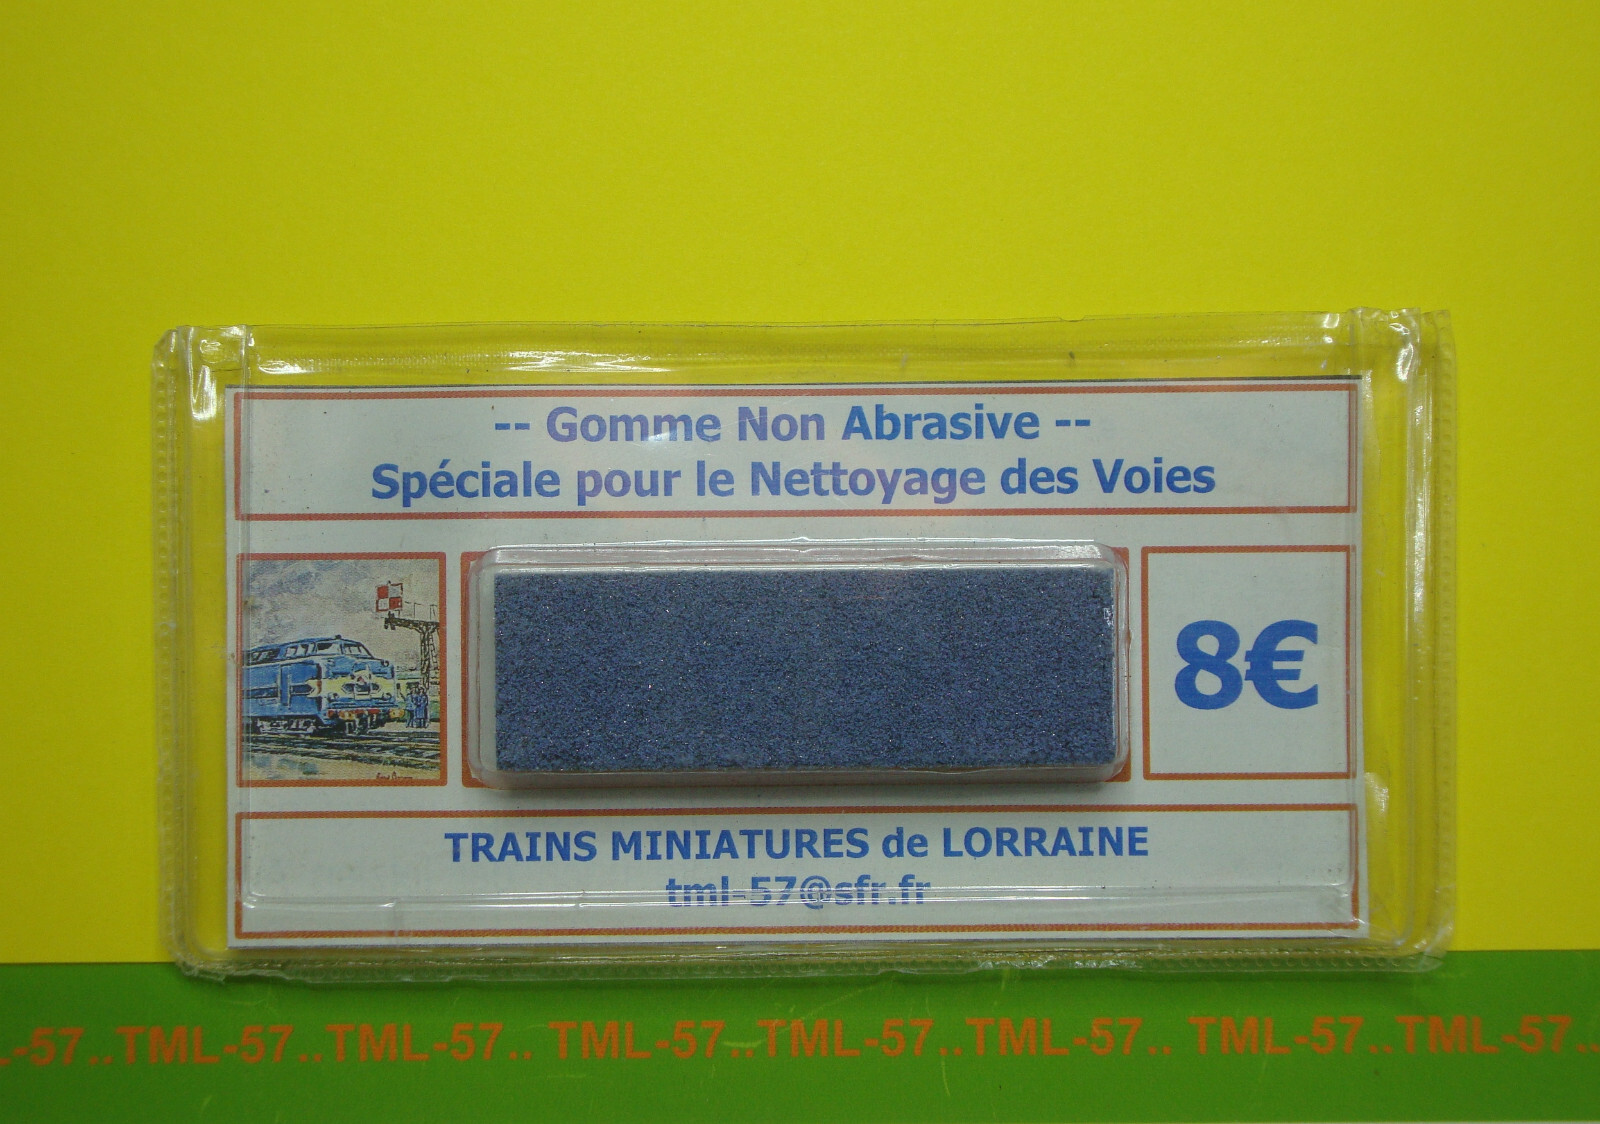 -- Gomme Non Abrasive --
Spéciale pour le Nettoyage des Voies
8€
TRAINS MINIATURES de LORRAINE
tml-57@sfr.fr
L-57..TML-57..TML-57.. TML-57..TML-57..TML-57.. TML-57..TML-57..